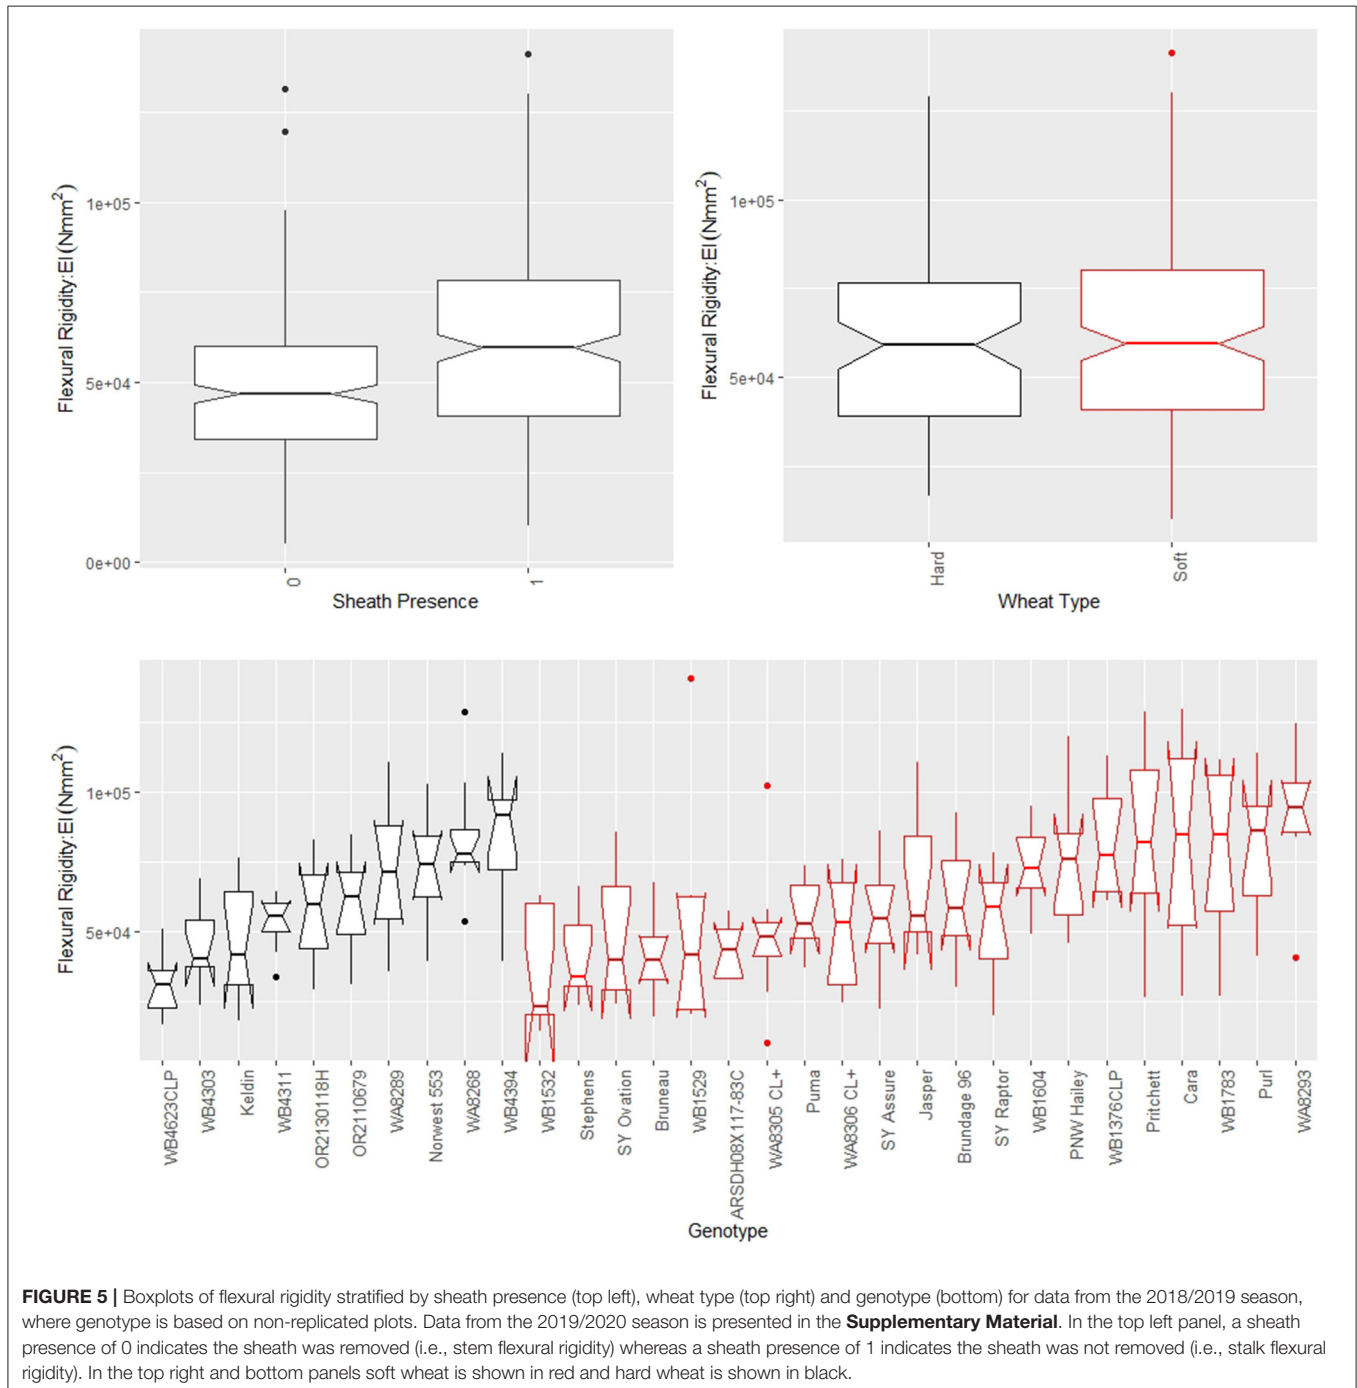 Flexural Rigidity:EI (Nmm²)
1e+05
5e+04
0e+00
0
1
Sheath Presence
Flexural Rigidity:EI (Nmm²)
1e+05
5e+04
Hard
Soft
Wheat Type
Flexural Rigidity:EI (Nmm²)
1e+05
5e+04
WB4623CLP
WB4303
Keldin
WB4311
OR2130118H
OR2110679
WA8289
Norwest 553
WA8268
WB4394
WB1532
Stephens
SY Ovation
Bruneau
WB1529
ARSDH08X117-83C
WA8305 CL+
Puma
WA8306 CL+
SY Assure
Jasper
Brundage 96
SY Raptor
WB1604
PNW Hailey
WB1376CLP
Pritchett
Cara
WB1783
Purl
WA8293
Genotype
FIGURE 5 | Boxplots of flexural rigidity stratified by sheath presence (top left), wheat type (top right) and genotype (bottom) for data from the 2018/2019 season,
where genotype is based on non-replicated plots. Data from the 2019/2020 season is presented in the Supplementary Material. In the top left panel, a sheath
presence of 0 indicates the sheath was removed (i.e., stem flexural rigidity) whereas a sheath presence of 1 indicates the sheath was not removed (i.e., stalk flexural
rigidity). In the top right and bottom panels soft wheat is shown in red and hard wheat is shown in black.